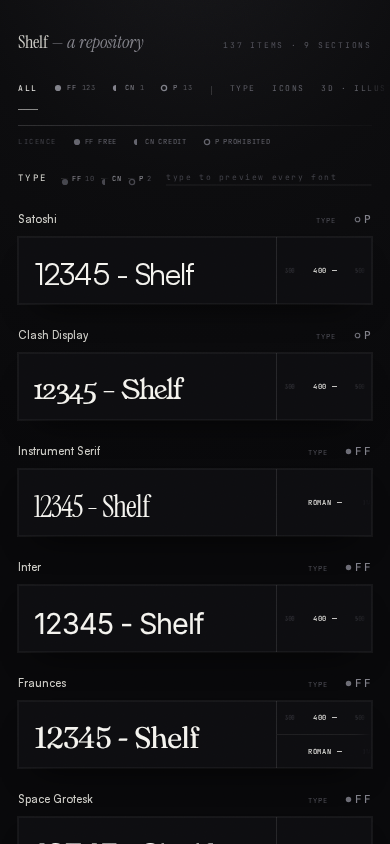 Shelf — a repository
137 ITEMS · 9 SECTIONS
ALL FF 123 CN 1 P 13 | TYPE ICONS 3D · ILLUS
LICENCE FF FREE CN CREDIT P PROHIBITED
TYPE FF 10 CN P 2 type to preview every font
Satoshi TYPE P
12345 - Shelf 400 —
Clash Display TYPE P
12345 - Shelf 400 —
Instrument Serif TYPE FF
12345 - Shelf ROMAN —
Inter TYPE FF
12345 - Shelf 400 —
Fraunces TYPE FF
12345 - Shelf 400 —
ROMAN —
Space Grotesk TYPE FF